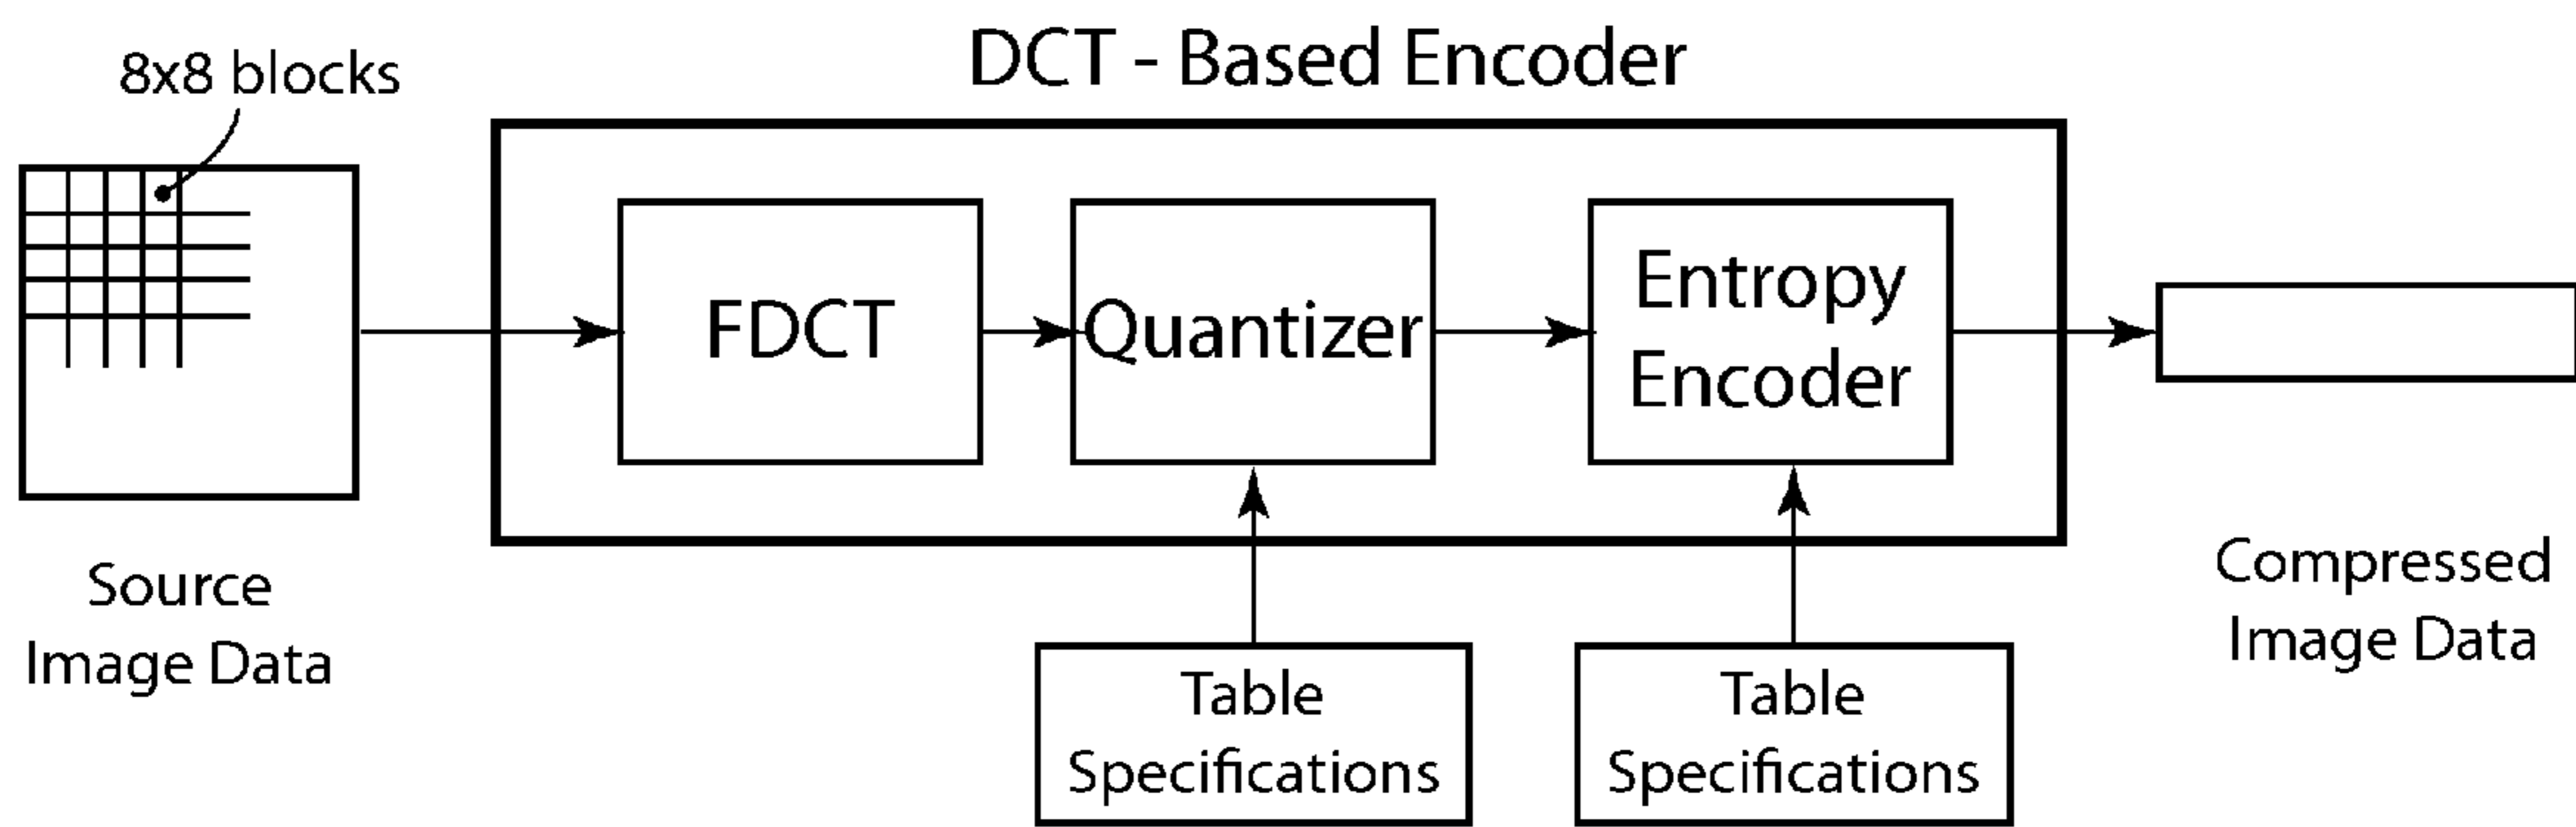 DCT - Based Encoder
8x8 blocks
FDCT
Quantizer
Entropy
Encoder
Source
Image Data
Compressed
Image Data
Table
Specifications
Table
Specifications